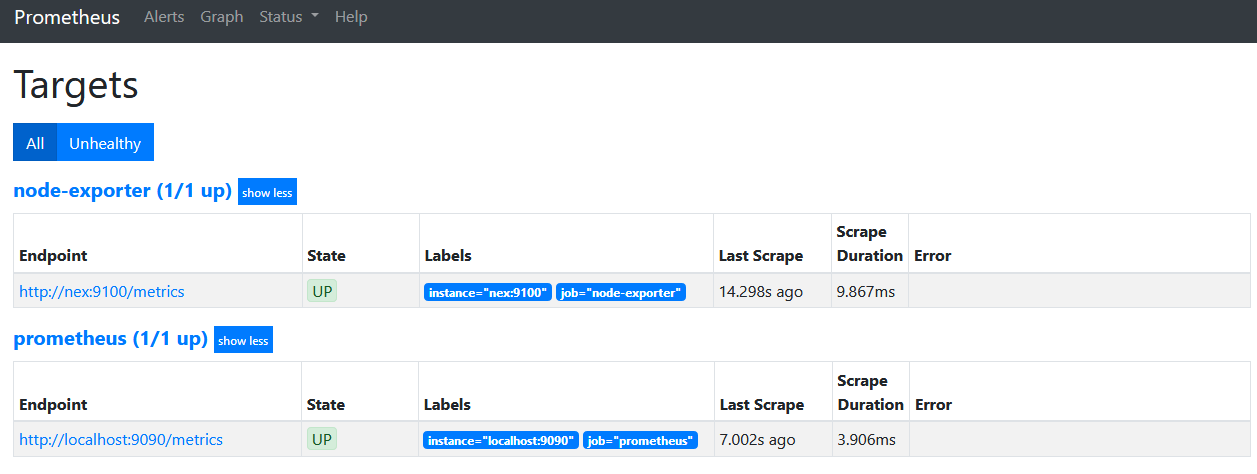 Prometheus Alerts Graph Status Help
Targets
All Unhealthy
node-exporter (1/1 up) show less
Endpoint State Labels Last Scrape Scrape Duration Error
http://nex:9100/metrics UP instance="nex:9100" job="node-exporter" 14.298s ago 9.867ms
prometheus (1/1 up) show less
Endpoint State Labels Last Scrape Scrape Duration Error
http://localhost:9090/metrics UP instance="localhost:9090" job="prometheus" 7.002s ago 3.906ms